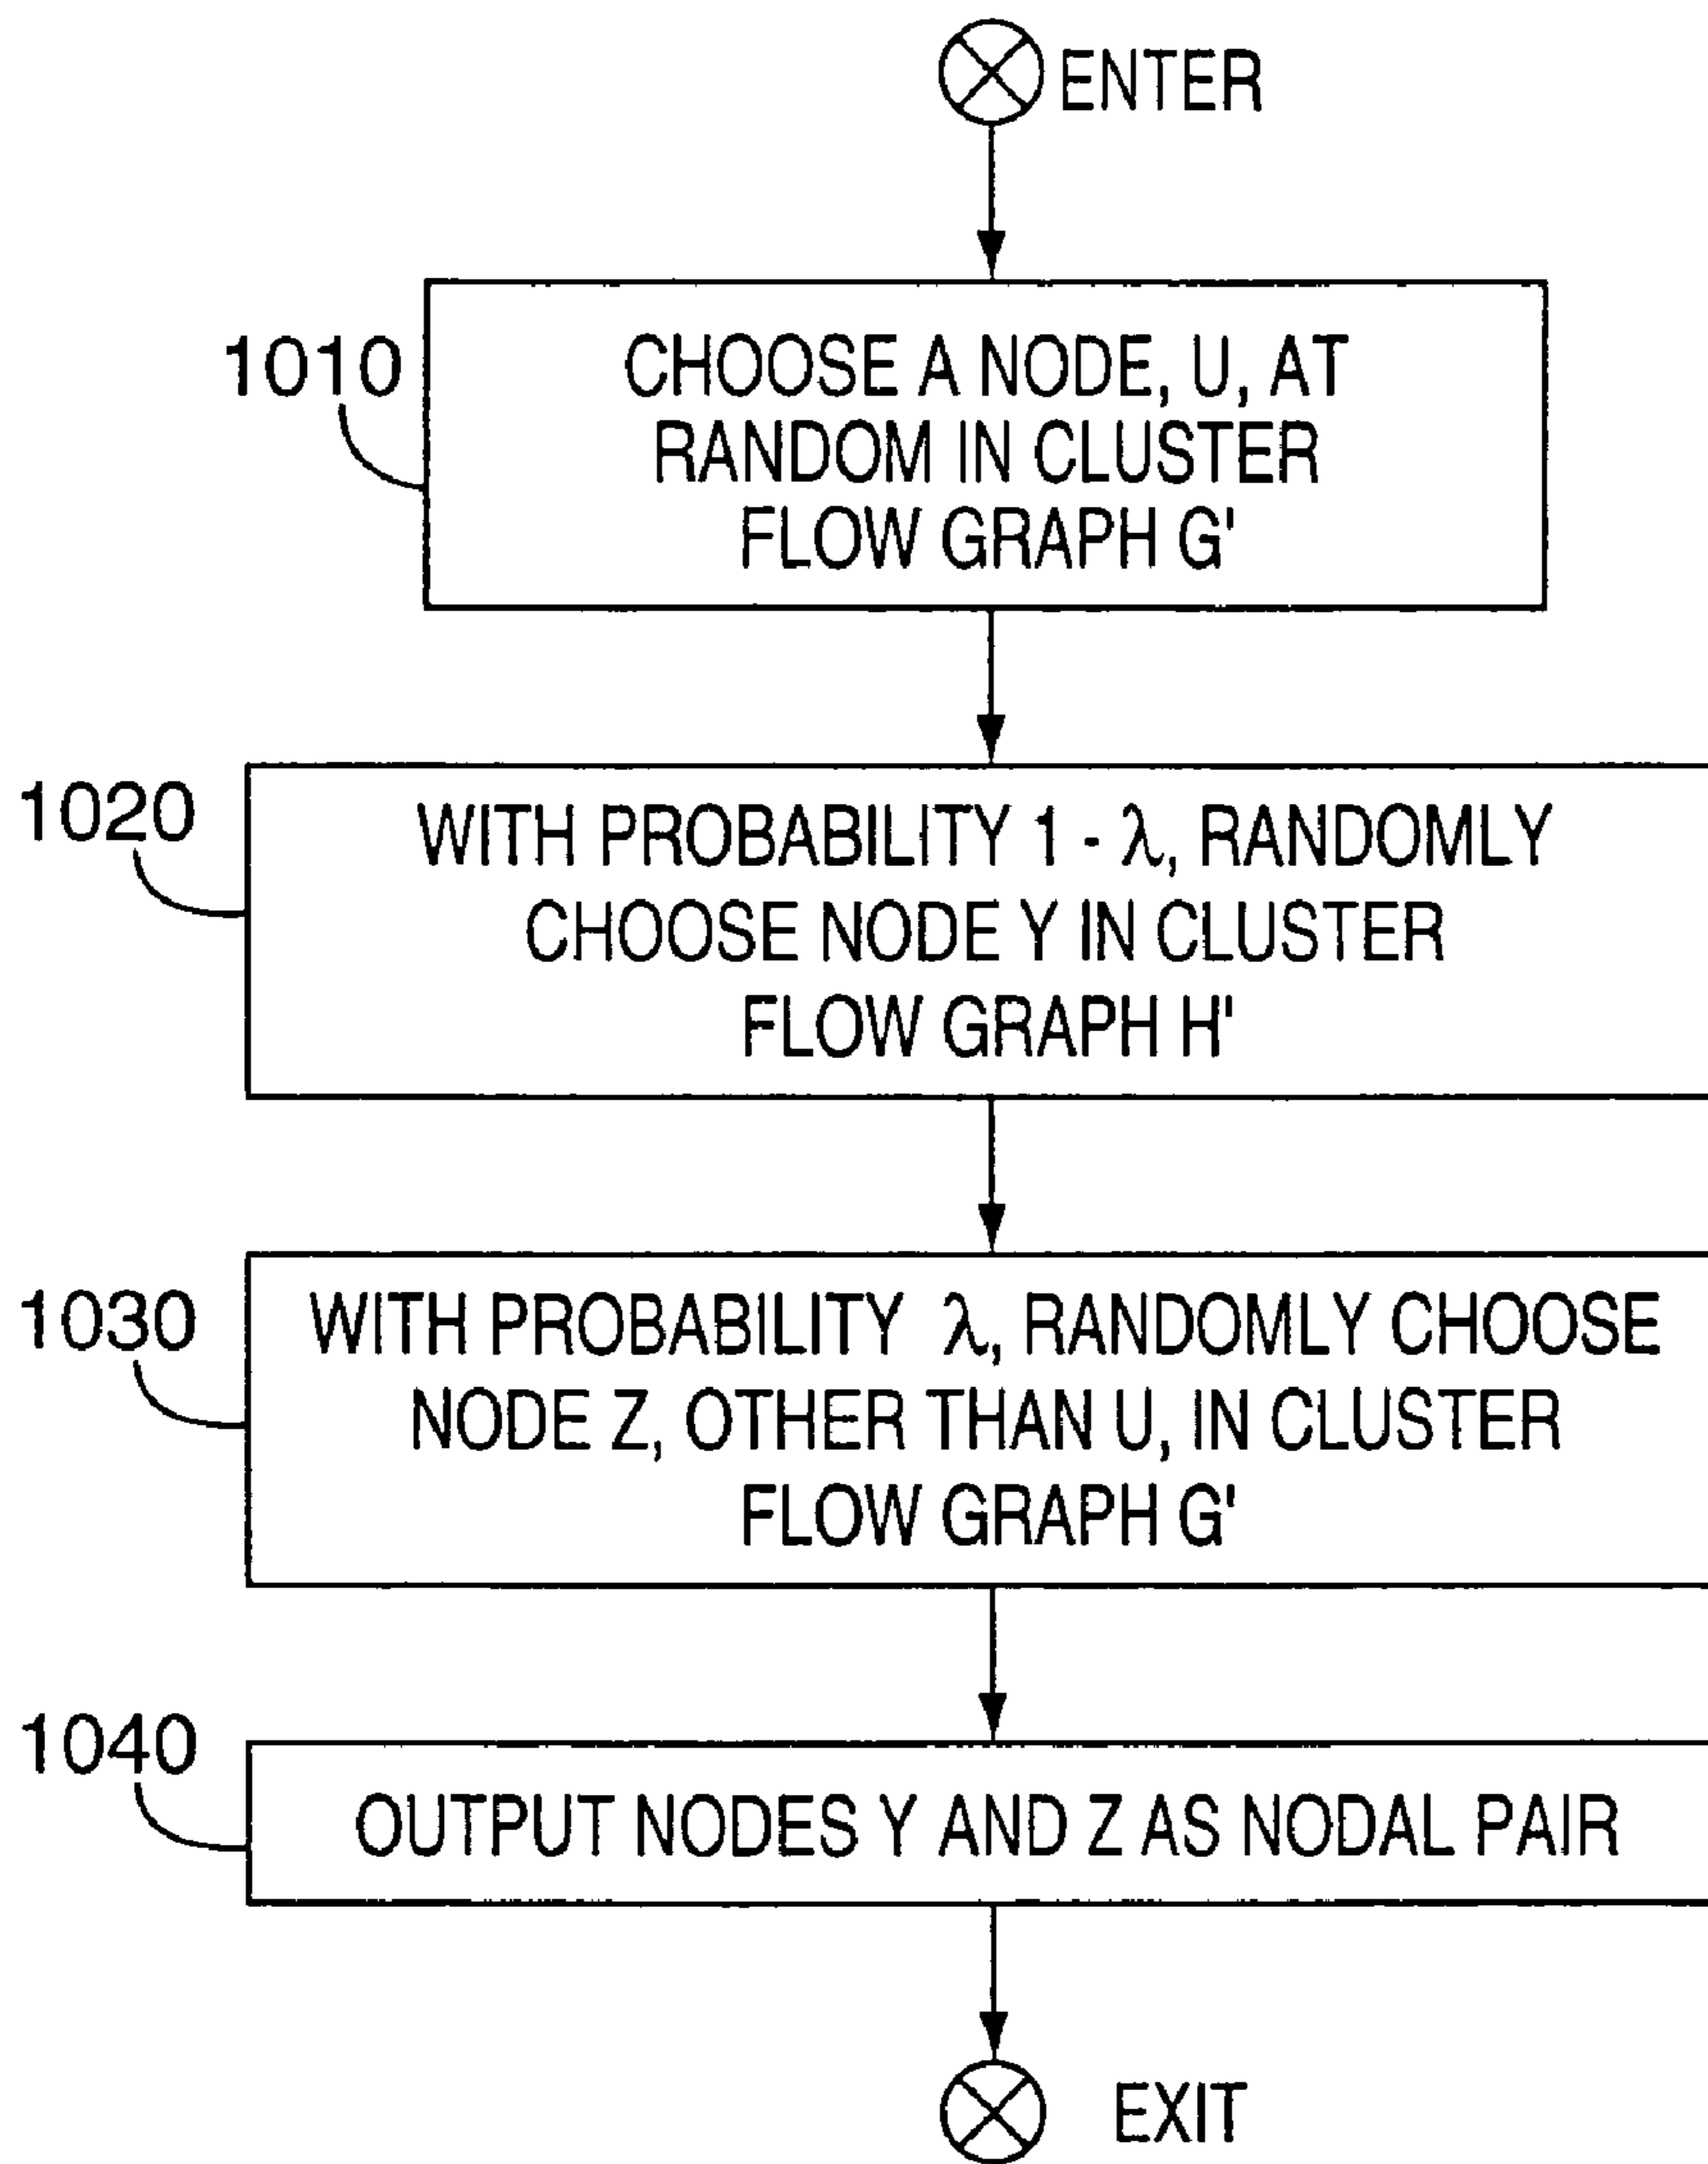 ENTER
1010
CHOOSE A NODE, U, AT
RANDOM IN CLUSTER
FLOW GRAPH G'
1020
WITH PROBABILITY 1 - λ, RANDOMLY
CHOOSE NODE Y IN CLUSTER
FLOW GRAPH H'
1030
WITH PROBABILITY λ, RANDOMLY CHOOSE
NODE Z, OTHER THAN U, IN CLUSTER
FLOW GRAPH G'
1040
OUTPUT NODES Y AND Z AS NODAL PAIR
EXIT